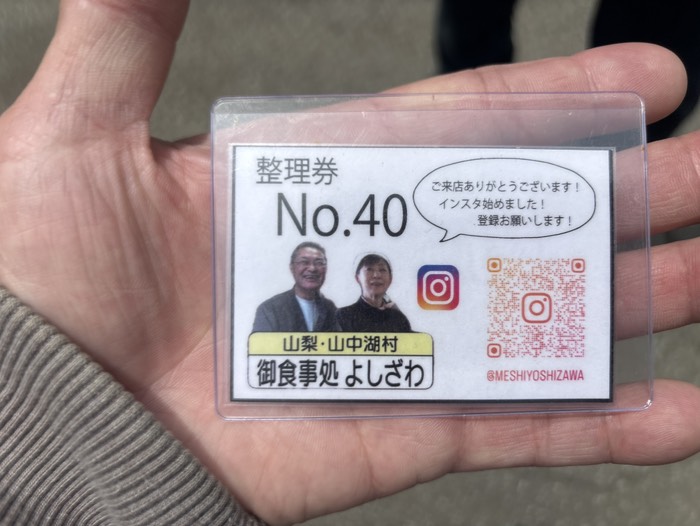 整理券
No.40
ご来店ありがとうございます！
インスタ始めました！
登録お願いします！
山梨・山中湖村
御食事処 よしざわ
@MESHIYOSHIZAWA